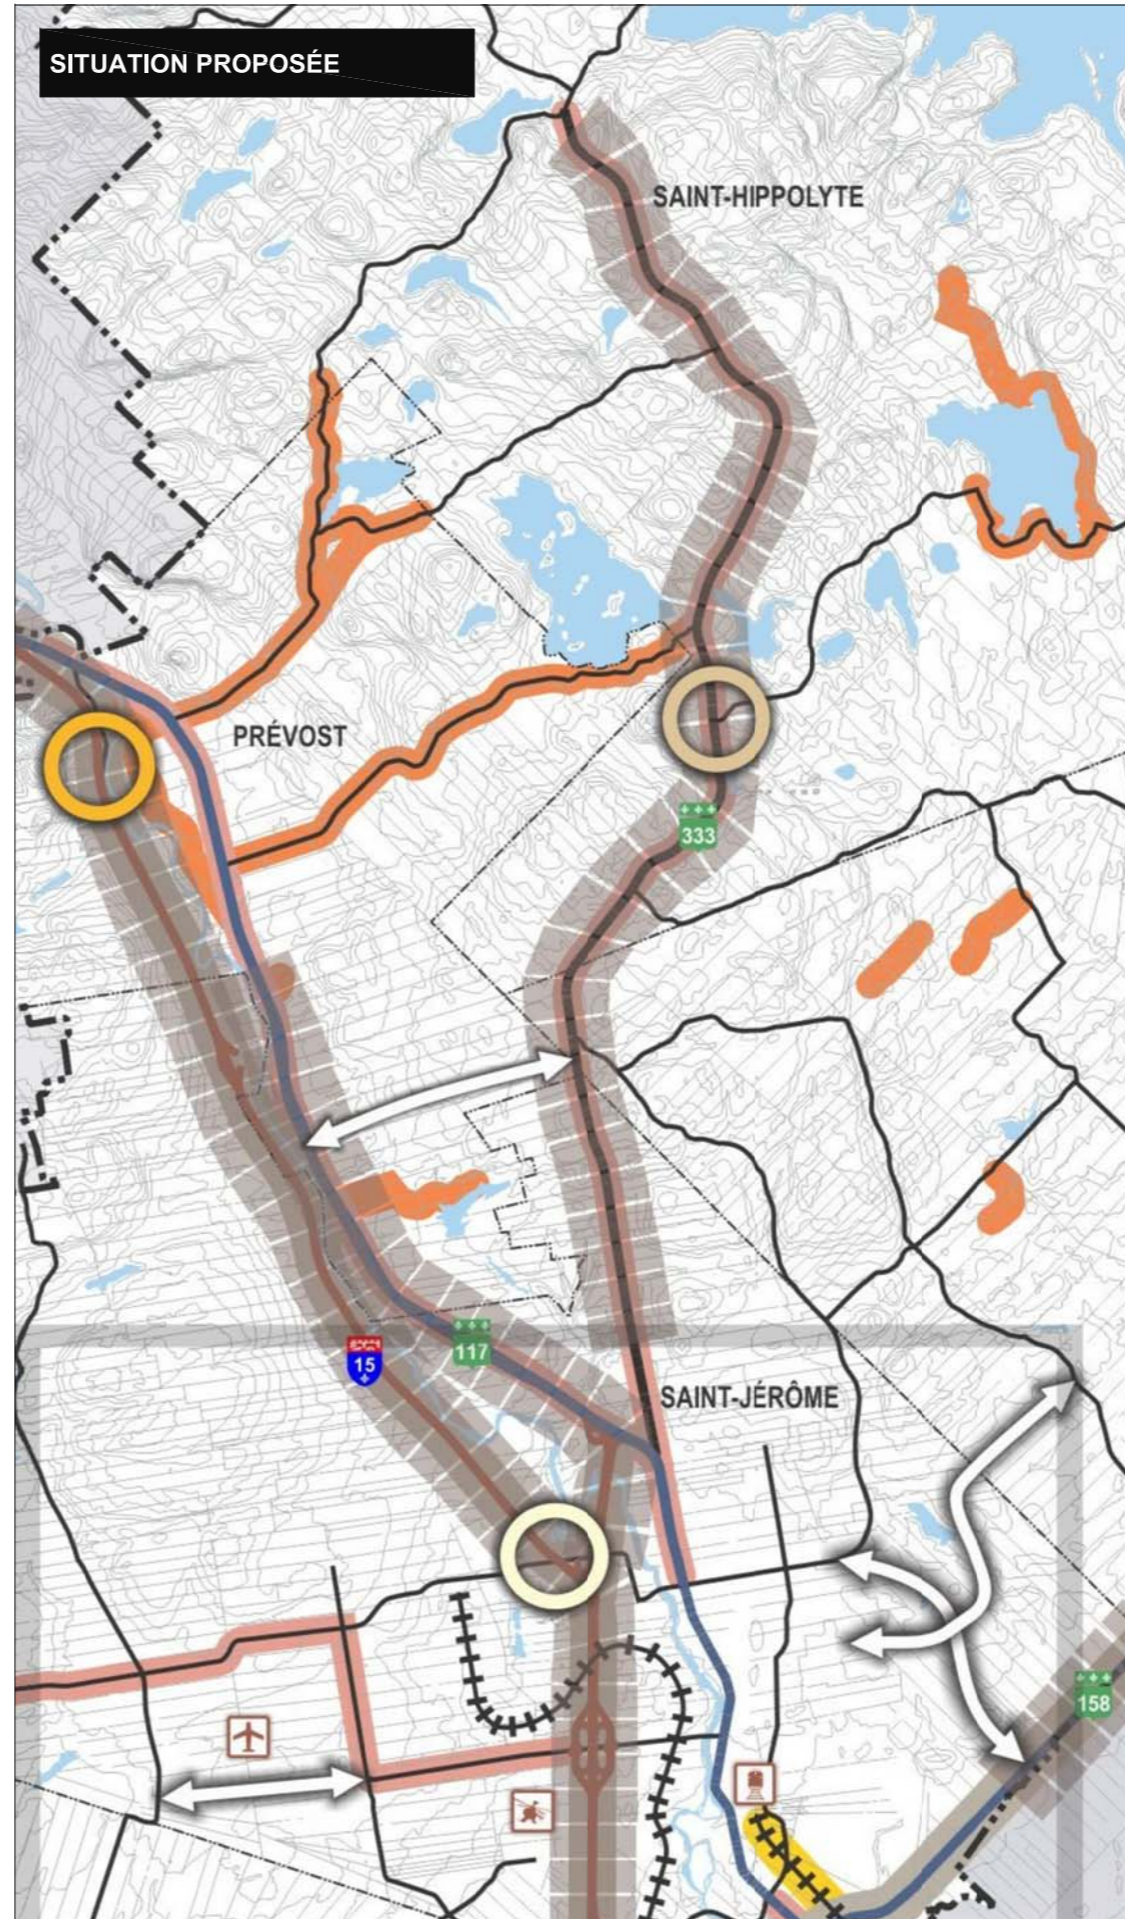 SITUATION PROPOSÉE
SAINT-HIPPOLYTE
PRÉVOST
333
117
15
SAINT-JÉRÔME
158